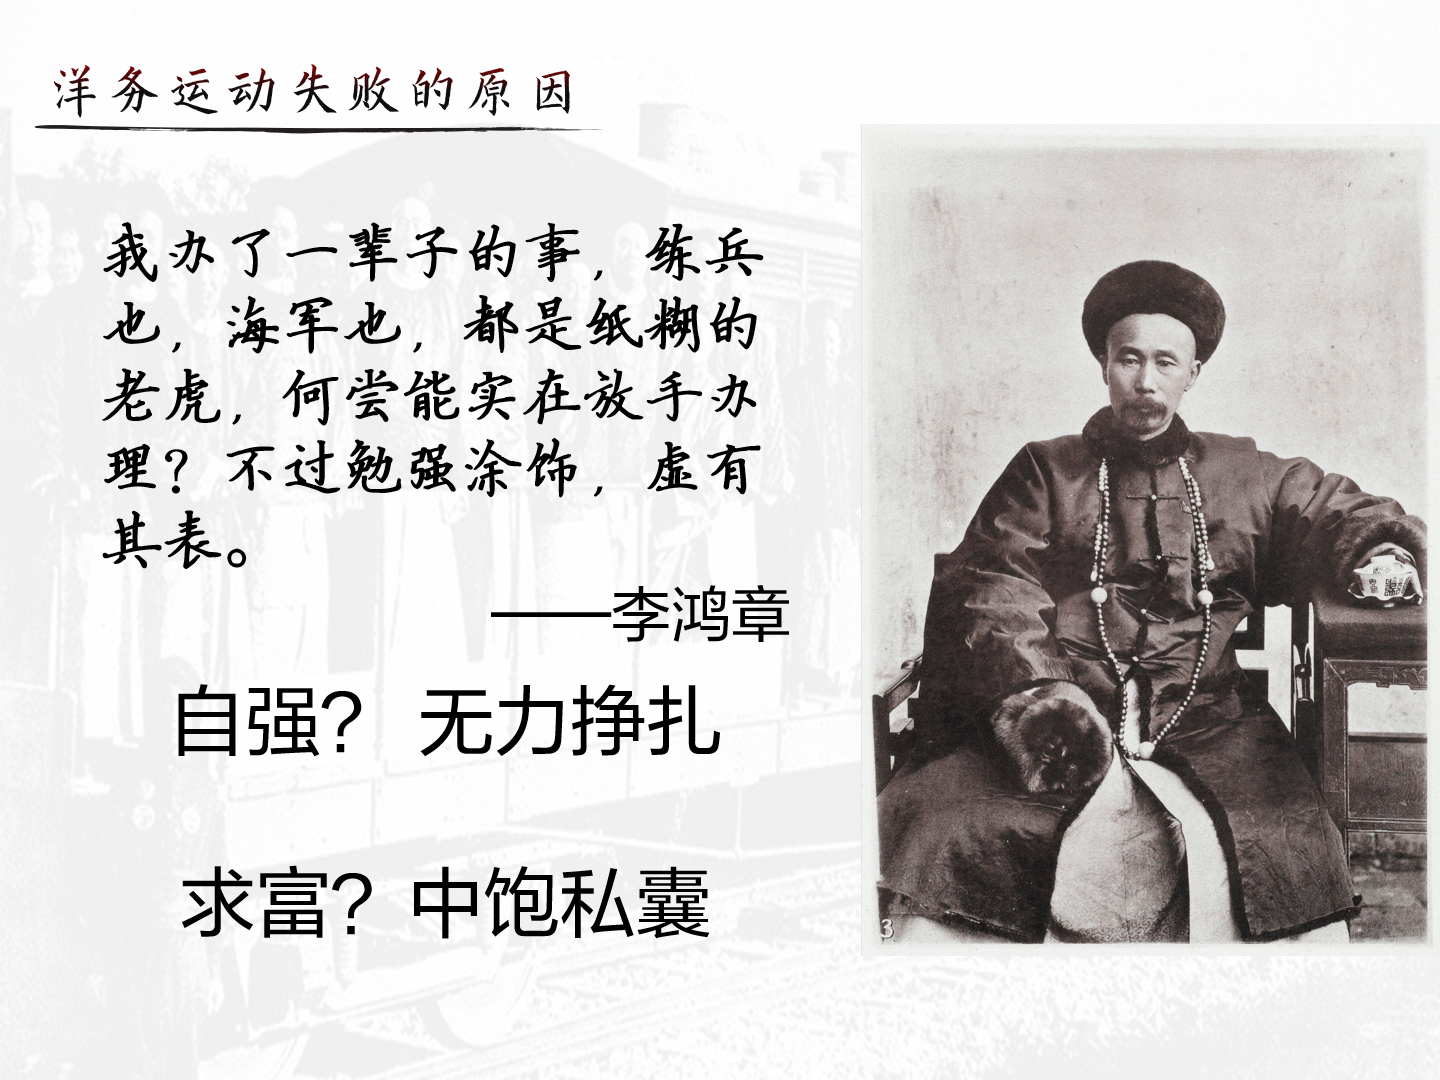 洋务运动失败的原因
我办了一辈子的事，练兵
也，海军也，都是纸糊的
老虎，何尝能实在放手办
理？不过勉强涂饰，虚有
其表。
——李鸿章
自强？ 无力挣扎
求富？中饱私囊
3